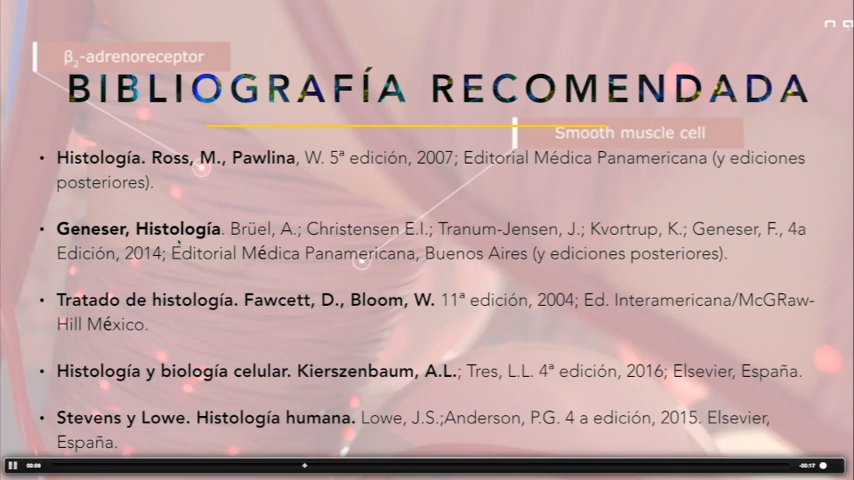 β2-adrenoreceptor
BIBLIOGRAFÍA RECOMENDADA
Smooth muscle cell
• Histología. Ross, M., Pawlina, W. 5ª edición, 2007; Editorial Médica Panamericana (y ediciones
posteriores).
• Geneser, Histología. Brüel, A.; Christensen E.I.; Tranum-Jensen, J.; Kvortrup, K.; Geneser, F., 4a
Edición, 2014; Editorial Médica Panamericana, Buenos Aires (y ediciones posteriores).
• Tratado de histología. Fawcett, D., Bloom, W. 11ª edición, 2004; Ed. Interamericana/McGRaw-
Hill México.
• Histología y biología celular. Kierszenbaum, A.L.; Tres, L.L. 4ª edición, 2016; Elsevier, España.
• Stevens y Lowe. Histología humana. Lowe, J.S.;Anderson, P.G. 4 a edición, 2015. Elsevier,
España.